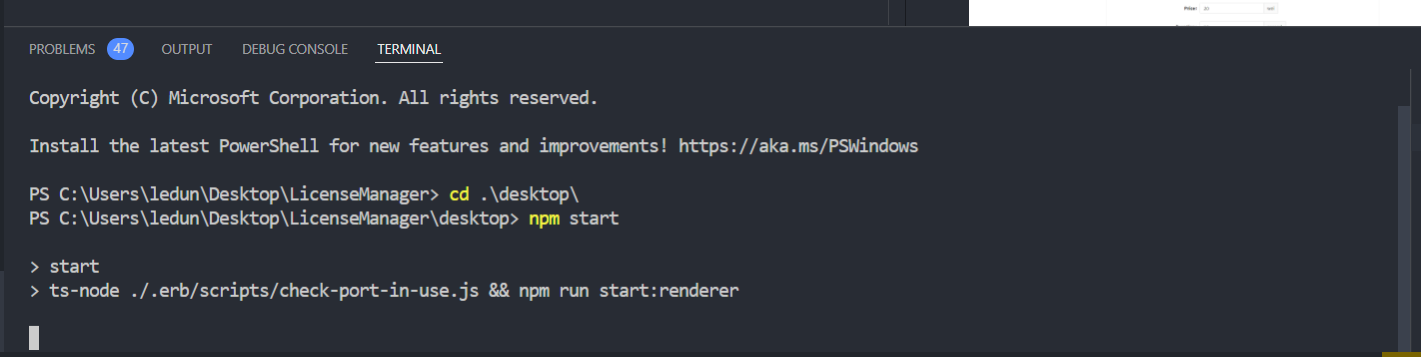 Prize: 20
PROBLEMS 47 OUTPUT DEBUG CONSOLE TERMINAL
Copyright (C) Microsoft Corporation. All rights reserved.
Install the latest PowerShell for new features and improvements! https://aka.ms/PSWindows
PS C:\Users\ledun\Desktop\LicenseManager> cd .\desktop\
PS C:\Users\ledun\Desktop\LicenseManager\desktop> npm start
> start
> ts-node ./.erb/scripts/check-port-in-use.js && npm run start:renderer